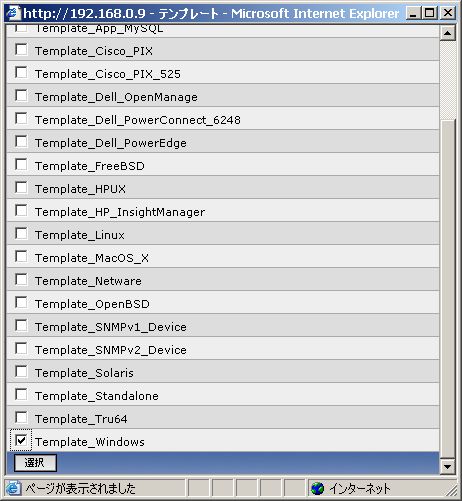 http://192.168.0.9 - テンプレート - Microsoft Internet Explorer
Template_App_MySQL
Template_Cisco_PIX
Template_Cisco_PIX_525
Template_Dell_OpenManage
Template_Dell_PowerConnect_6248
Template_Dell_PowerEdge
Template_FreeBSD
Template_HPUX
Template_HP_InsightManager
Template_Linux
Template_MacOS_X
Template_Netware
Template_OpenBSD
Template_SNMPv1_Device
Template_SNMPv2_Device
Template_Solaris
Template_Standalone
Template_Tru64
Template_Windows
選択
ページが表示されました
インターネット